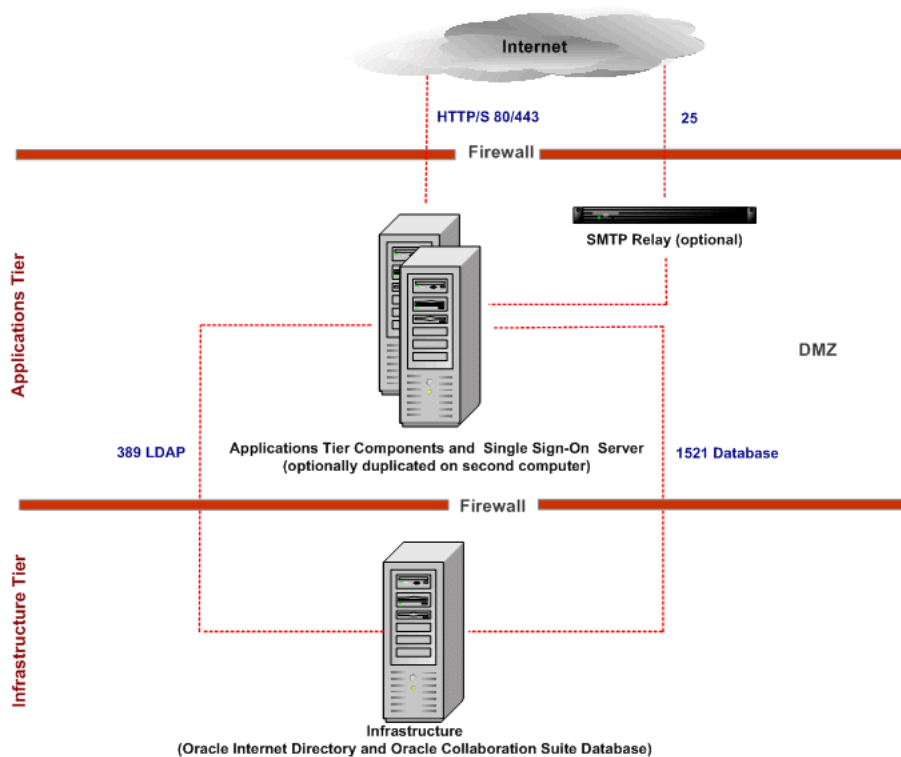 Internet
HTTP/S 80/443
25
Firewall
SMTP Relay (optional)
Applications Tier
DMZ
Applications Tier Components and Single Sign-On Server
(optionally duplicated on second computer)
389 LDAP
1521 Database
Firewall
Infrastructure Tier
Infrastructure
(Oracle Internet Directory and Oracle Collaboration Suite Database)